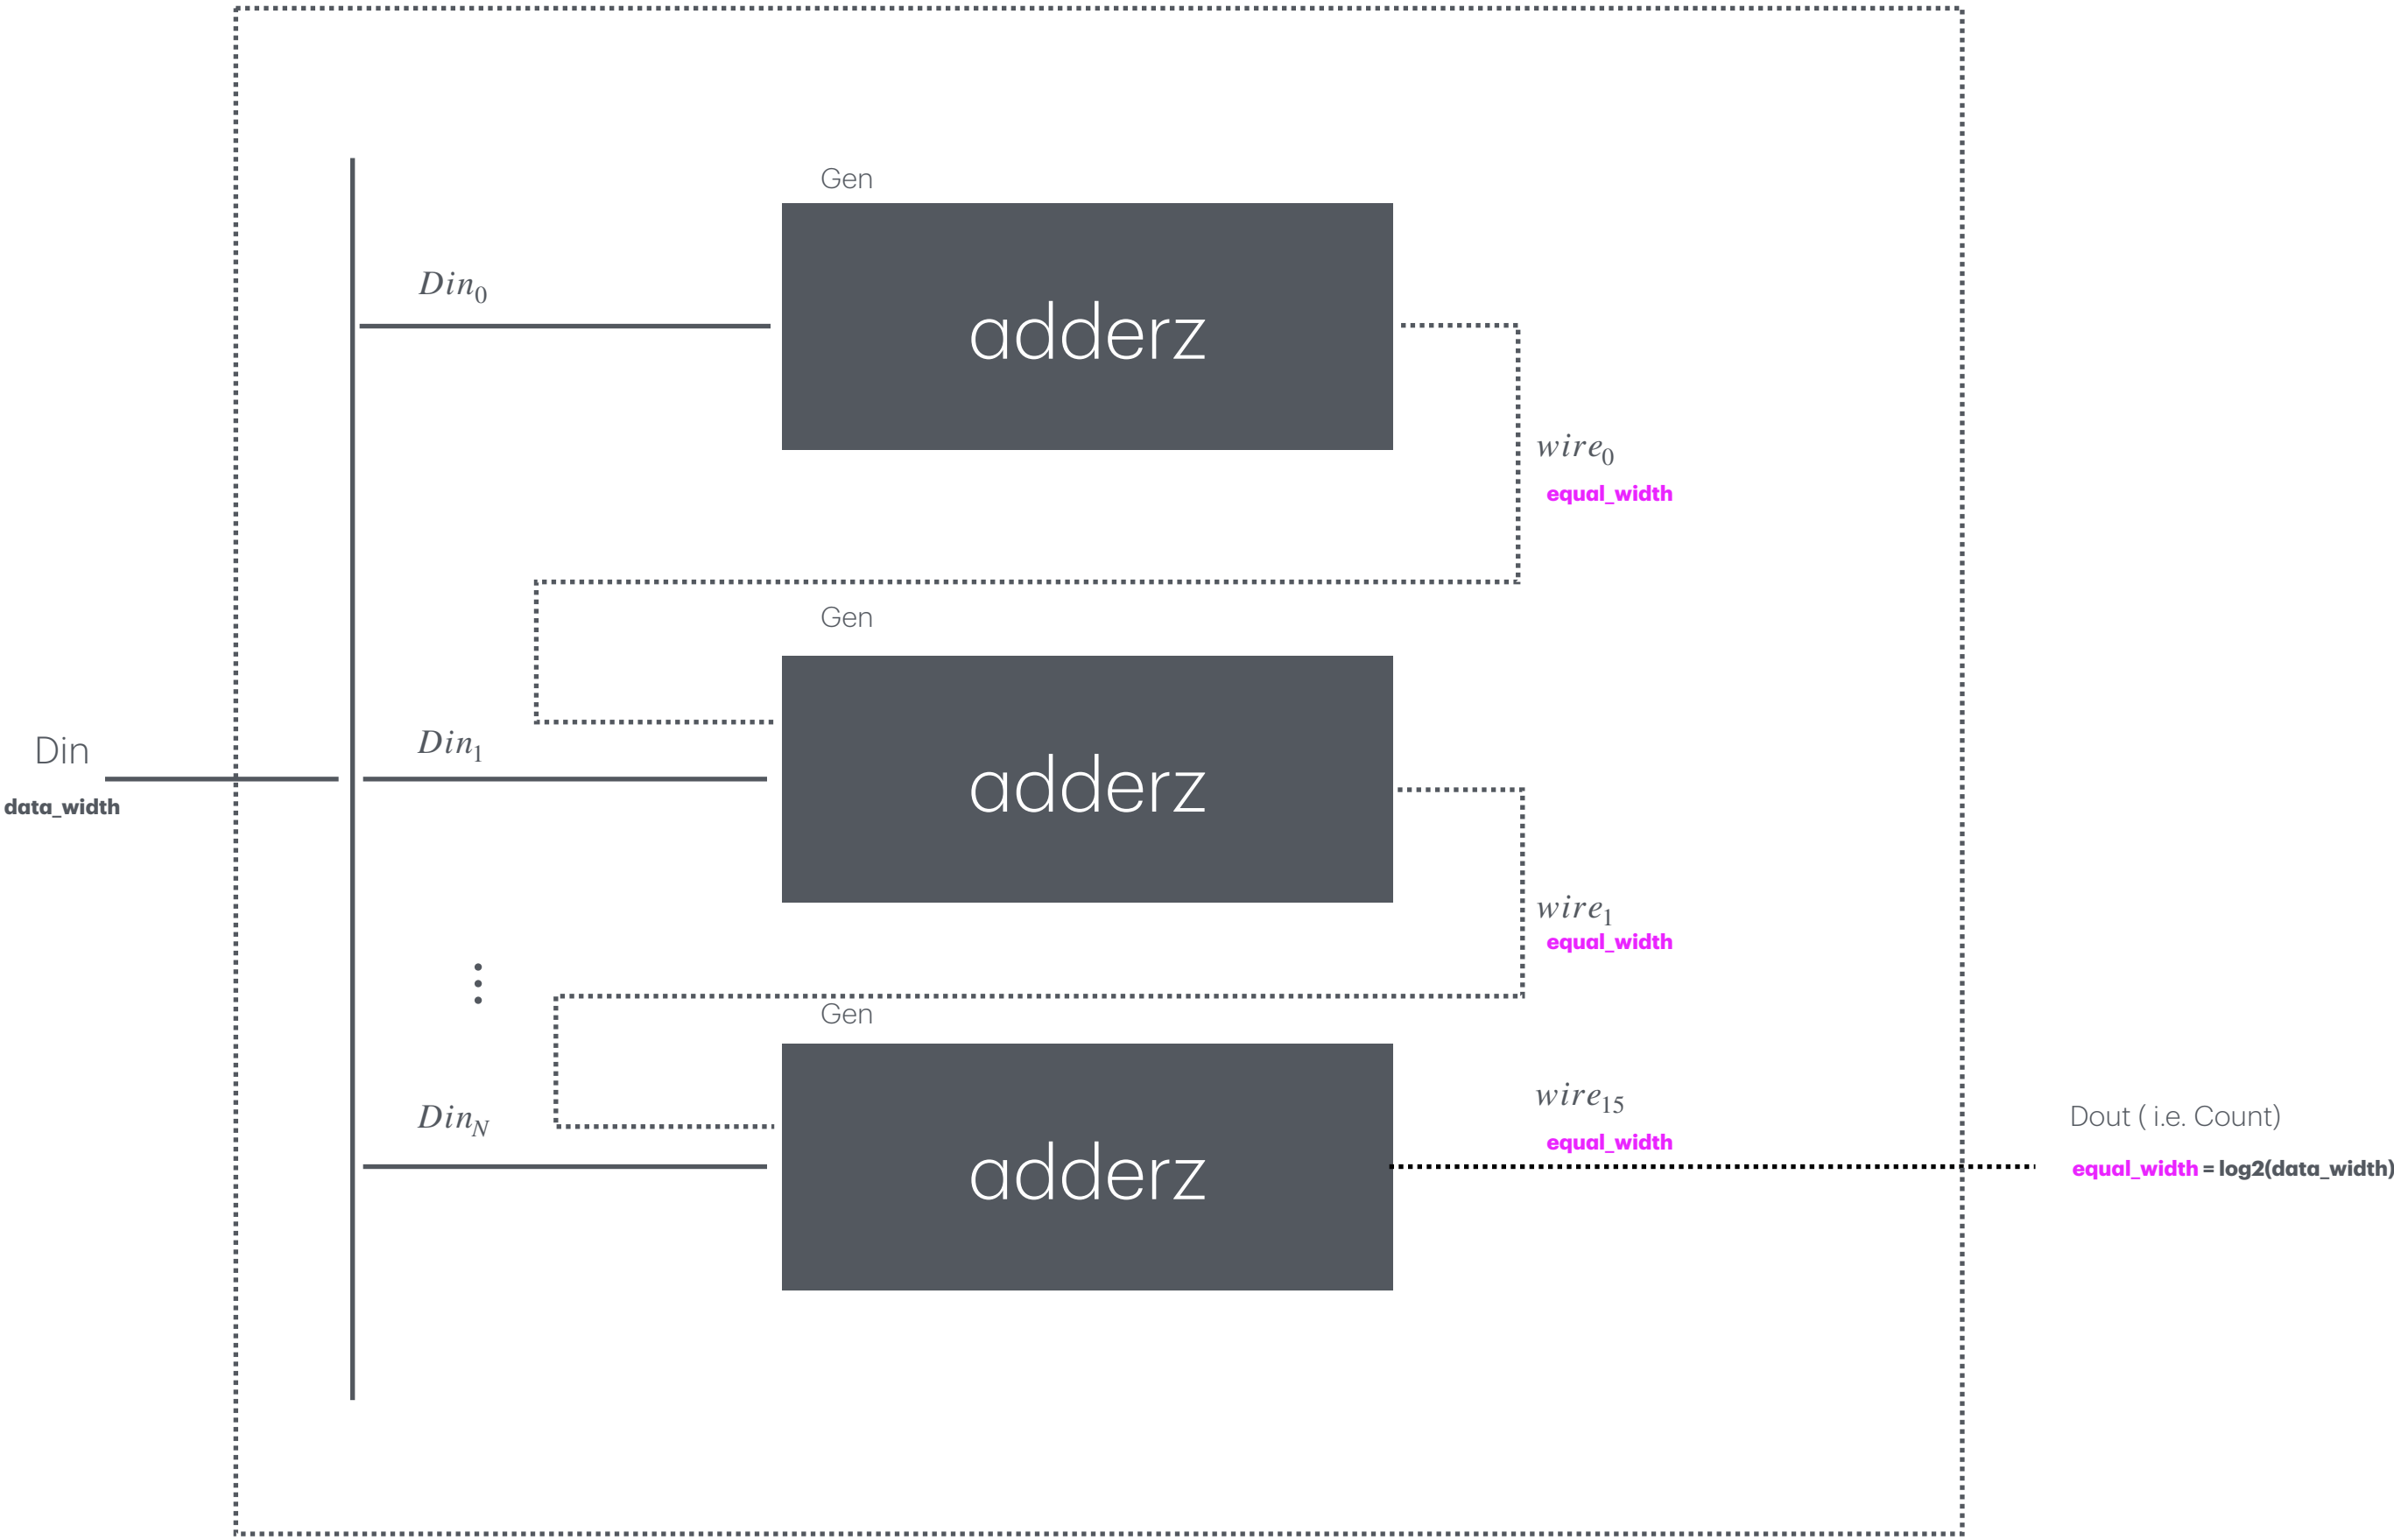 Gen
Din0
adderz
wire0
equal_width
Gen
Din
data_width
Din1
adderz
wire1
equal_width
Gen
DinN
adderz
wire15
equal_width
Dout ( i.e. Count)
equal_width = log2(data_width)